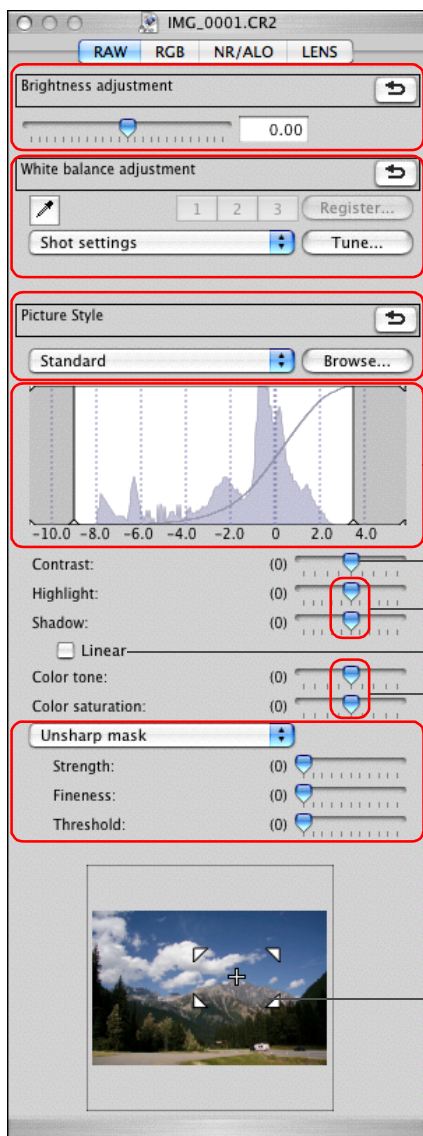 IMG_0001.CR2
RAW RGB NR/ALO LENS
Brightness adjustment
0.00
White balance adjustment
1 2 3 Register...
Shot settings Tune...
Picture Style
Standard Browse...
-10.0 -8.0 -6.0 -4.0 -2.0 0 2.0 4.0
Contrast: (0)
Highlight: (0)
Shadow: (0)
Linear
Color tone: (0)
Color saturation: (0)
Unsharp mask
Strength: (0)
Fineness: (0)
Threshold: (0)